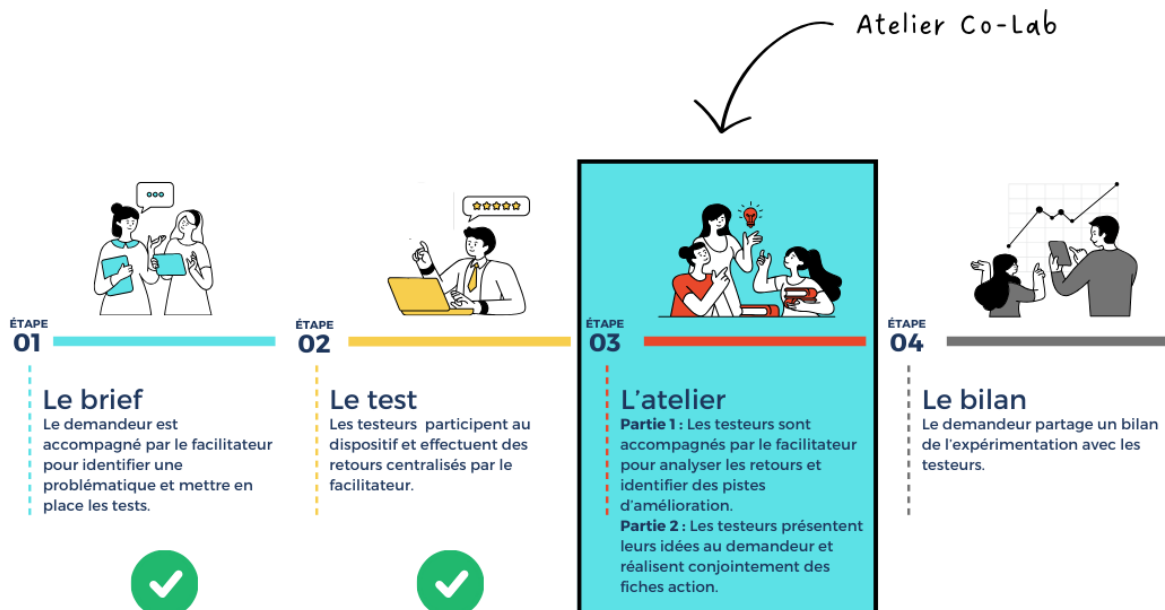 Atelier Co-Lab
ÉTAPE
01
Le brief
Le demandeur est
accompagné par le facilitateur
pour identifier une
problématique et mettre en
place les tests.
ÉTAPE
02
Le test
Les testeurs participent au
dispositif et effectuent des
retours centralisés par le
facilitateur.
ÉTAPE
03
L'atelier
Partie 1 : Les testeurs sont
accompagnés par le facilitateur
pour analyser les retours et
identifier des pistes
d'amélioration.
Partie 2 : Les testeurs présentent
leurs idées au demandeur et
réalisent conjointement des
fiches action.
ÉTAPE
04
Le bilan
Le demandeur partage un bilan
de l'expérimentation avec les
testeurs.